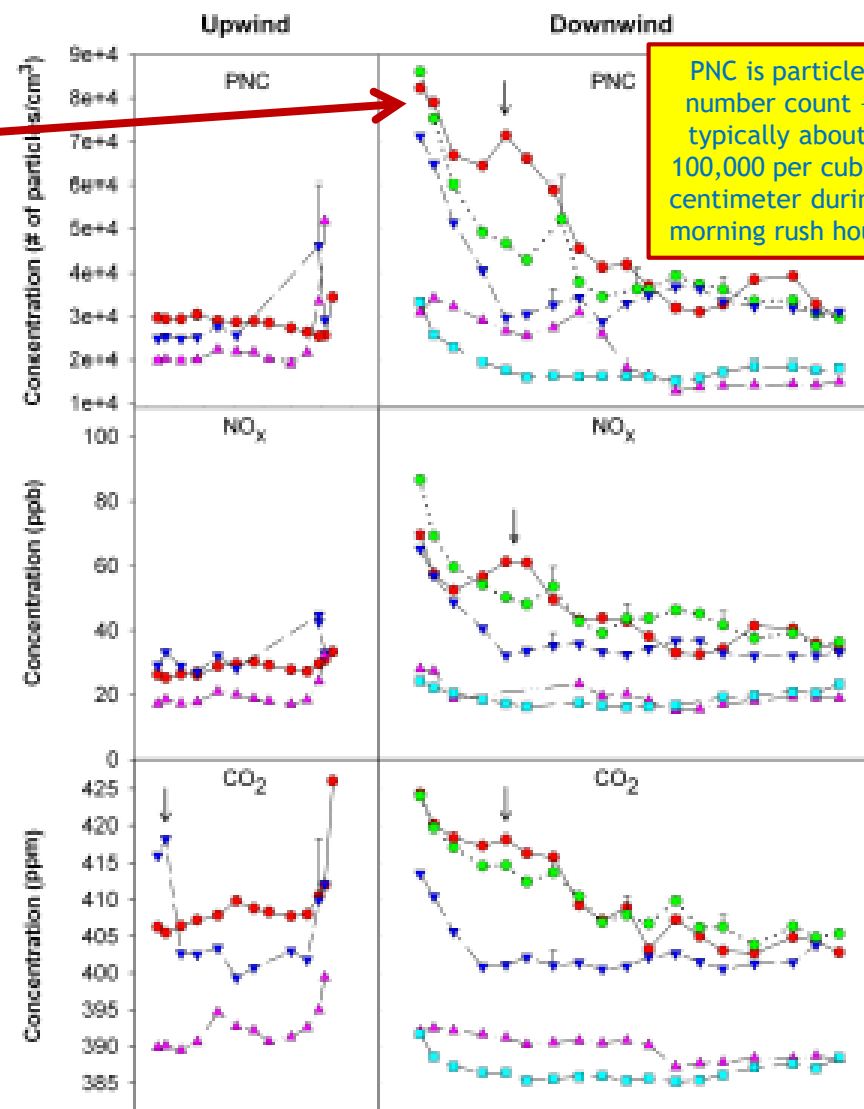 Upwind Downwind
Concentration (# of particles/cm³)
9e+4
8e+4
7e+4
6e+4
5e+4
4e+4
3e+4
2e+4
1e+4
PNC
PNC
PNC is particle
number count -
typically about
100,000 per cub
centimeter durin
morning rush hou
Concentration (ppb)
100
80
60
40
20
0
NOx
NOx
Concentration (ppm)
425
420
415
410
405
400
395
390
385
CO2
CO2